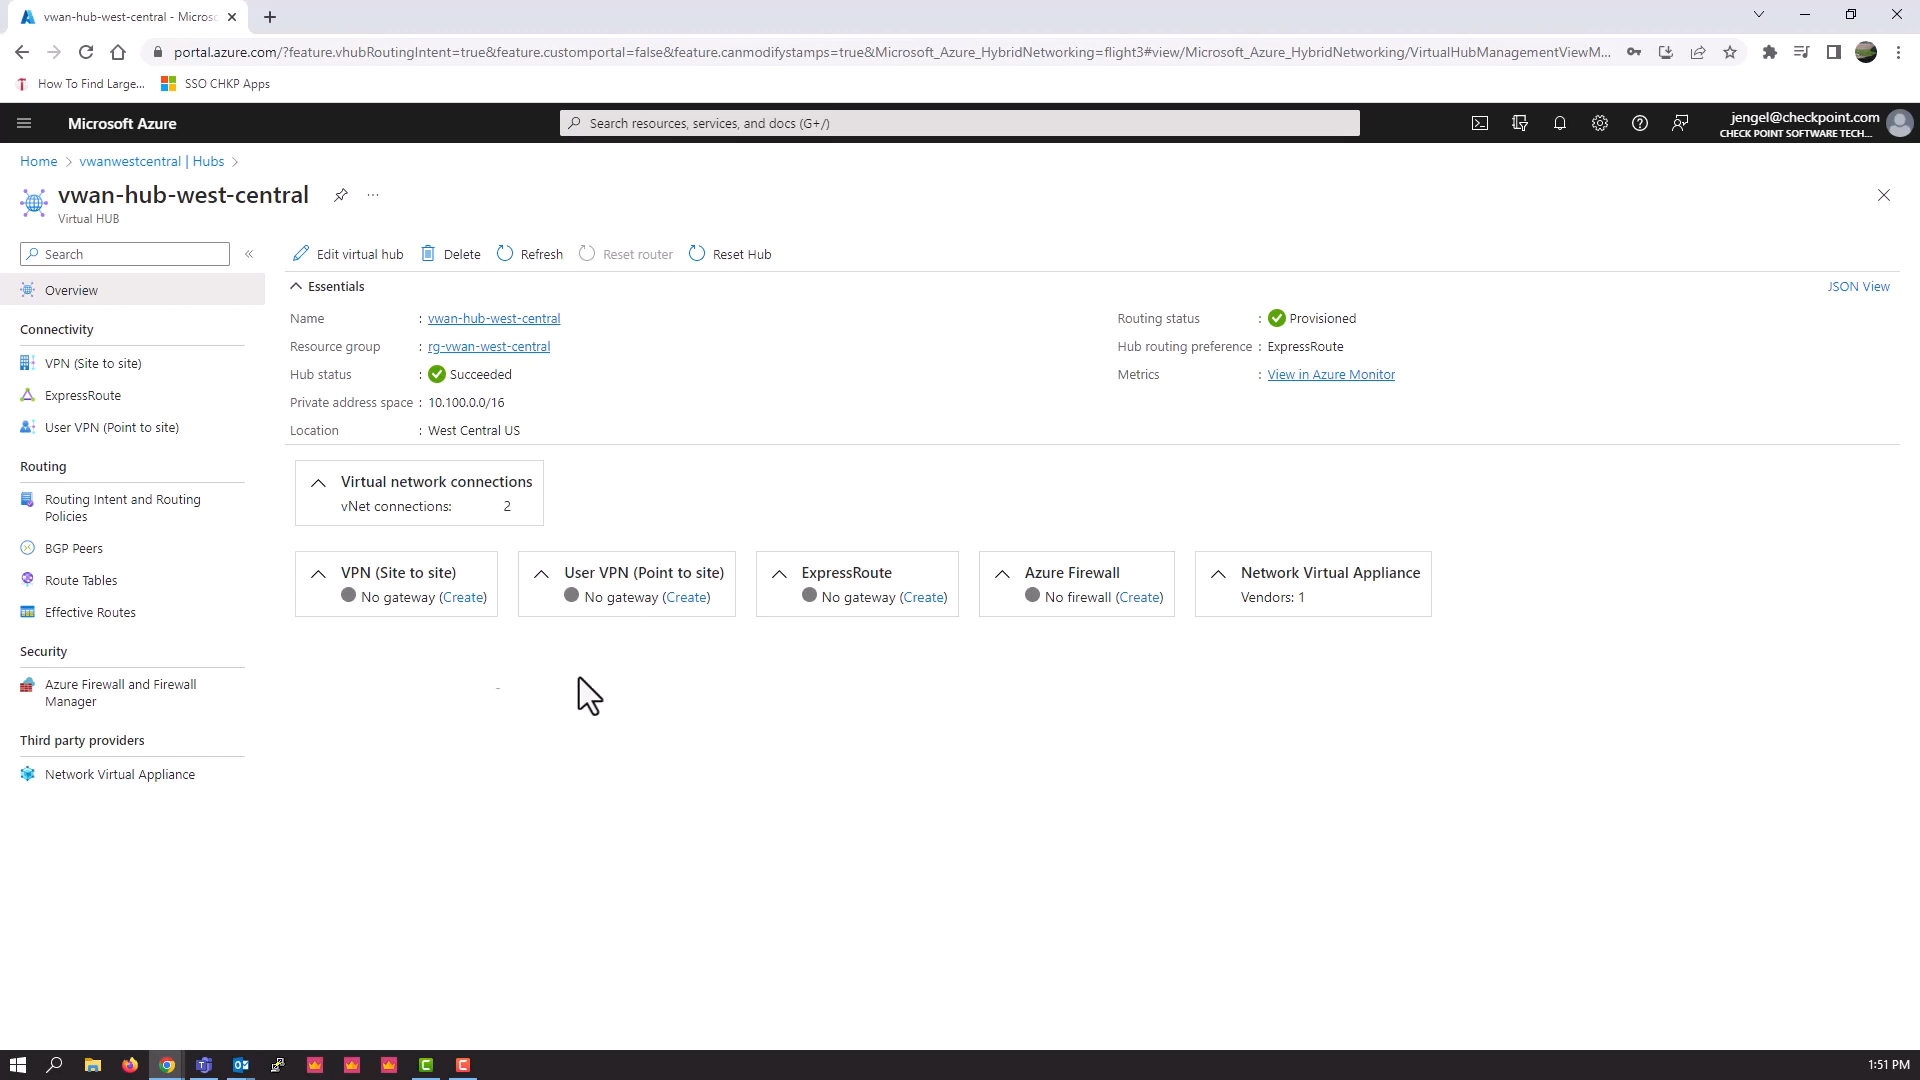 vwan-hub-west-central - Micros
portal.azure.com/?feature.vhubRoutingIntent=true&feature.customportal=false&feature.canmodifystamps=true&Microsoft_Azure_HybridNetworking=flight3#view/Microsoft_Azure_HybridNetworking/VirtualHubManagementViewM...
How To Find Large...
SSO CHKP Apps
Microsoft Azure
Search resources, services, and docs (G+/)
jengel@checkpoint.com
CHECK POINT SOFTWARE TECH...
Home > vwanwestcentral | Hubs >
vwan-hub-west-central
...
Virtual HUB
Search
«
Edit virtual hub
Delete
Refresh
Reset router
Reset Hub
Overview
Connectivity
VPN (Site to site)
ExpressRoute
User VPN (Point to site)
Routing
Routing Intent and Routing
Policies
BGP Peers
Route Tables
Effective Routes
Security
Azure Firewall and Firewall
Manager
Third party providers
Network Virtual Appliance
Essentials
JSON View
Name : vwan-hub-west-central
Resource group : rg-vwan-west-central
Hub status : Succeeded
Private address space : 10.100.0.0/16
Location : West Central US
Routing status : Provisioned
Hub routing preference : ExpressRoute
Metrics : View in Azure Monitor
Virtual network connections
vNet connections: 2
VPN (Site to site)
No gateway (Create)
User VPN (Point to site)
No gateway (Create)
ExpressRoute
No gateway (Create)
Azure Firewall
No firewall (Create)
Network Virtual Appliance
Vendors: 1
1:51 PM